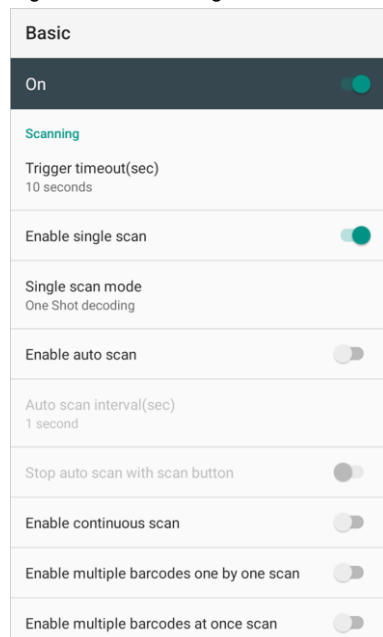 Basic
On
Scanning
Trigger timeout(sec)
10 seconds
Enable single scan
Single scan mode
One Shot decoding
Enable auto scan
Auto scan interval(sec)
1 second
Stop auto scan with scan button
Enable continuous scan
Enable multiple barcodes one by one scan
Enable multiple barcodes at once scan